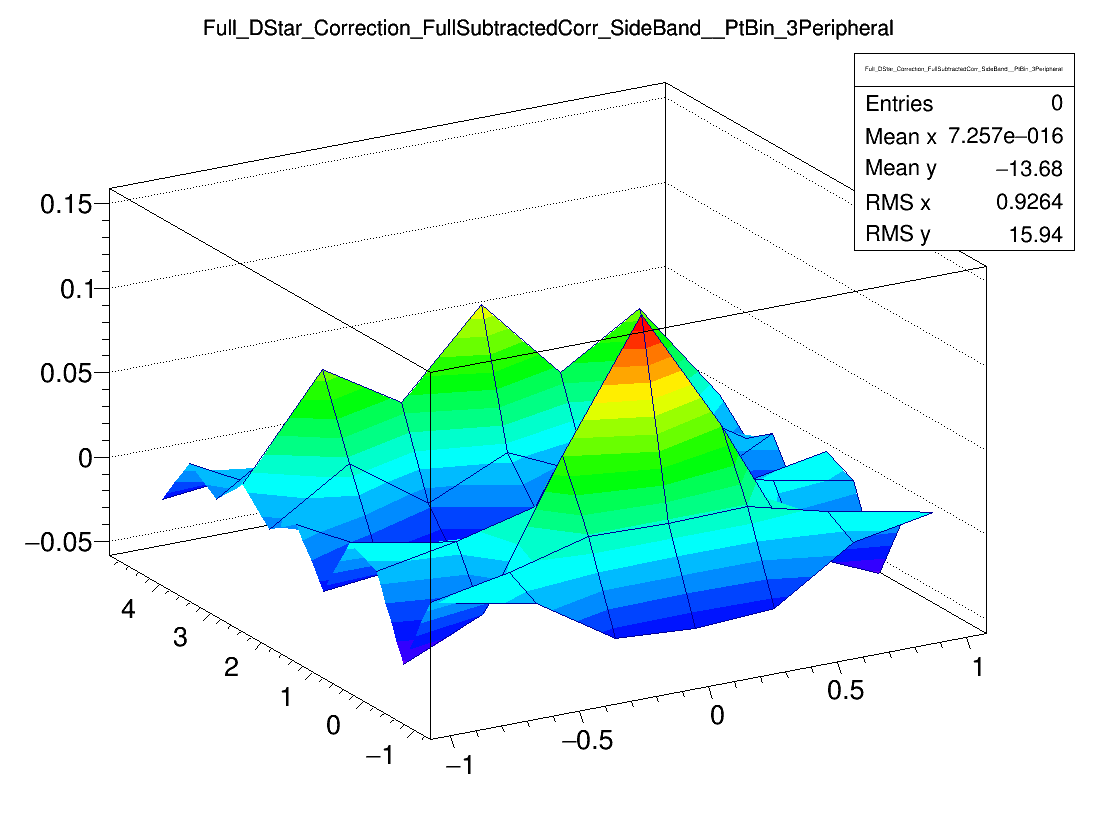 Full_DStar_Correction_FullSubtractedCorr_SideBand__PtBin_3Peripheral
Full_DStar_Correction_FullSubtractedCorr_SideBand__PtBin_3Peripheral
Entries 0
Mean x 7.257e−016
Mean y −13.68
RMS x 0.9264
RMS y 15.94
0.15
0.1
0.05
0
−0.05
4
3
2
1
0
−1
−1
−0.5
0
0.5
1